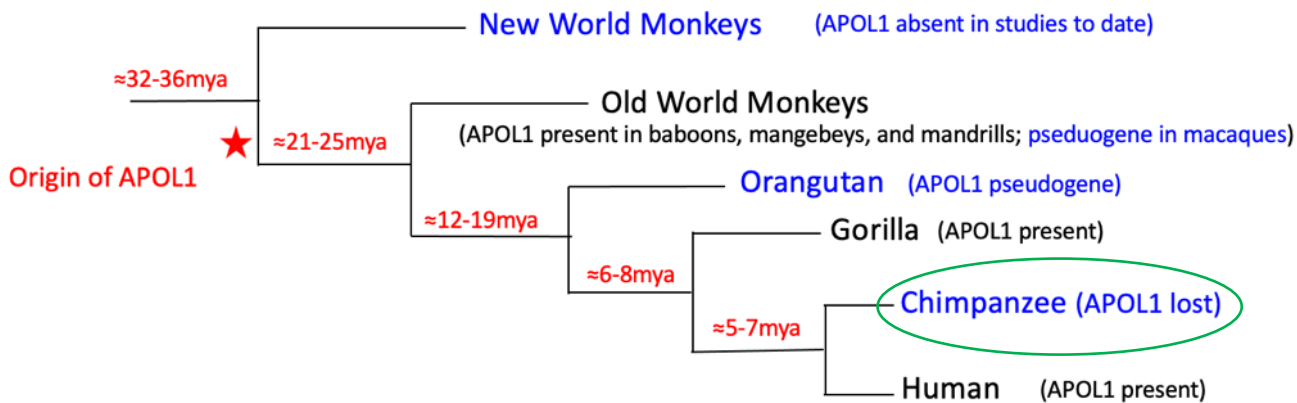 New World Monkeys (APOL1 absent in studies to date)
≈32-36mya
Old World Monkeys
(APOL1 present in baboons, mangebeys, and mandrills; pseduogene in macaques)
≈21-25mya
Origin of APOL1
Orangutan (APOL1 pseudogene)
≈12-19mya
Gorilla (APOL1 present)
≈6-8mya
Chimpanzee (APOL1 lost)
≈5-7mya
Human (APOL1 present)